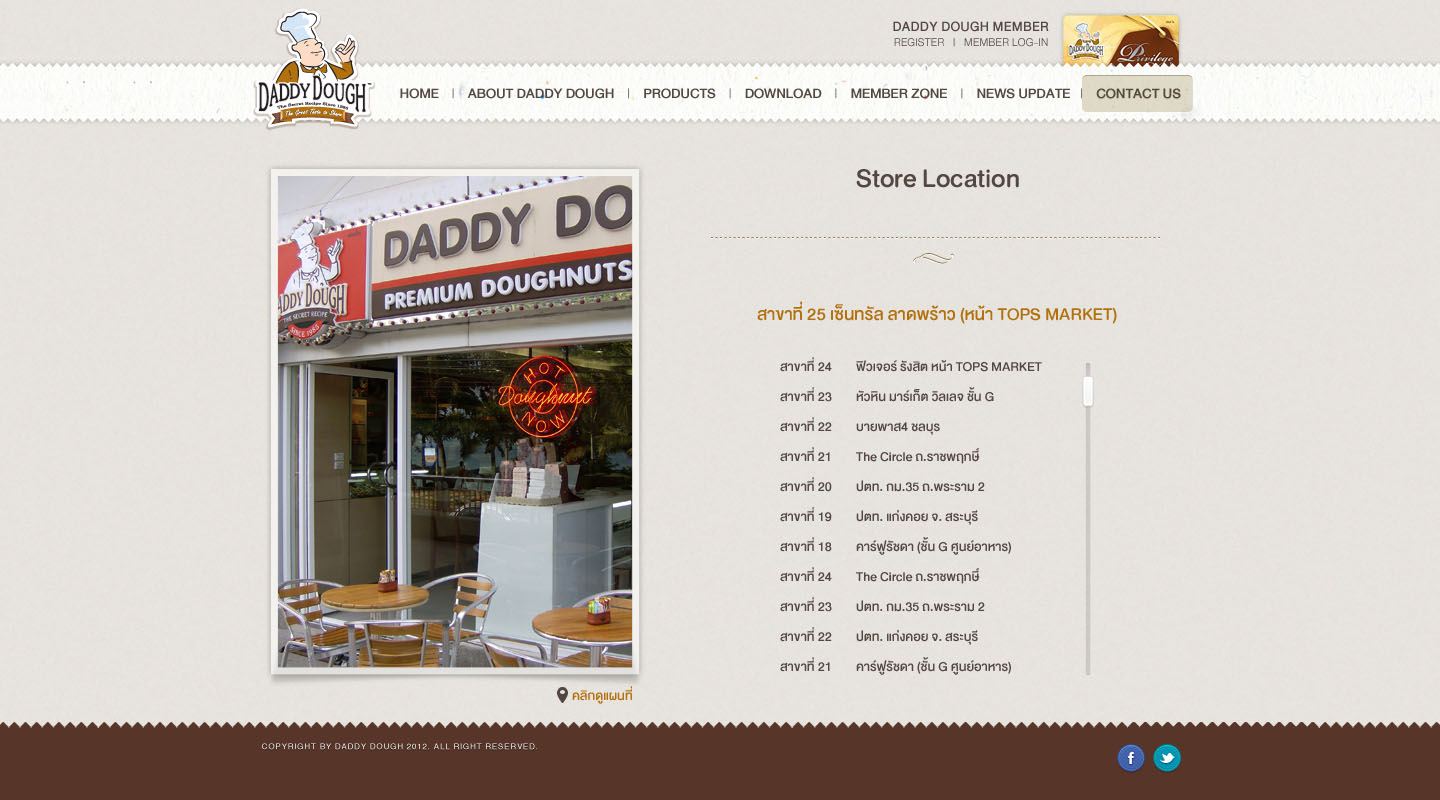 DADDY DOUGH MEMBER
REGISTER | MEMBER LOG-IN
Privilege
DADDY DOUGH
The Secret Recipe Since 1985
The Great Taste to Share
HOME | ABOUT DADDY DOUGH | PRODUCTS | DOWNLOAD | MEMBER ZONE | NEWS UPDATE | CONTACT US
Store Location
DADDY DO
PREMIUM DOUGHNUTS
ADDY DOUGH
THE SECRET RECIPE
SINCE 1985
HOT
Doughnut
NOW
คลิกดูแผนที่
สาขาที่ 25 เซ็นทรัล ลาดพร้าว (หน้า TOPS MARKET)
สาขาที่ 24 ฟิวเจอร์ รังสิต หน้า TOPS MARKET
สาขาที่ 23 หัวหิน มาร์เก็ต วิลเลจ ชั้น G
สาขาที่ 22 บายพาส4 ชลบุร
สาขาที่ 21 The Circle ถ.ราชพฤกษ์
สาขาที่ 20 ปตท. กม.35 ถ.พระราม 2
สาขาที่ 19 ปตท. แก่งคอย จ. สระบุรี
สาขาที่ 18 คาร์ฟูรัชดา (ชั้น G ศูนย์อาหาร)
สาขาที่ 24 The Circle ถ.ราชพฤกษ์
สาขาที่ 23 ปตท. กม.35 ถ.พระราม 2
สาขาที่ 22 ปตท. แก่งคอย จ. สระบุรี
สาขาที่ 21 คาร์ฟูรัชดา (ชั้น G ศูนย์อาหาร)
COPYRIGHT BY DADDY DOUGH 2012. ALL RIGHT RESERVED.